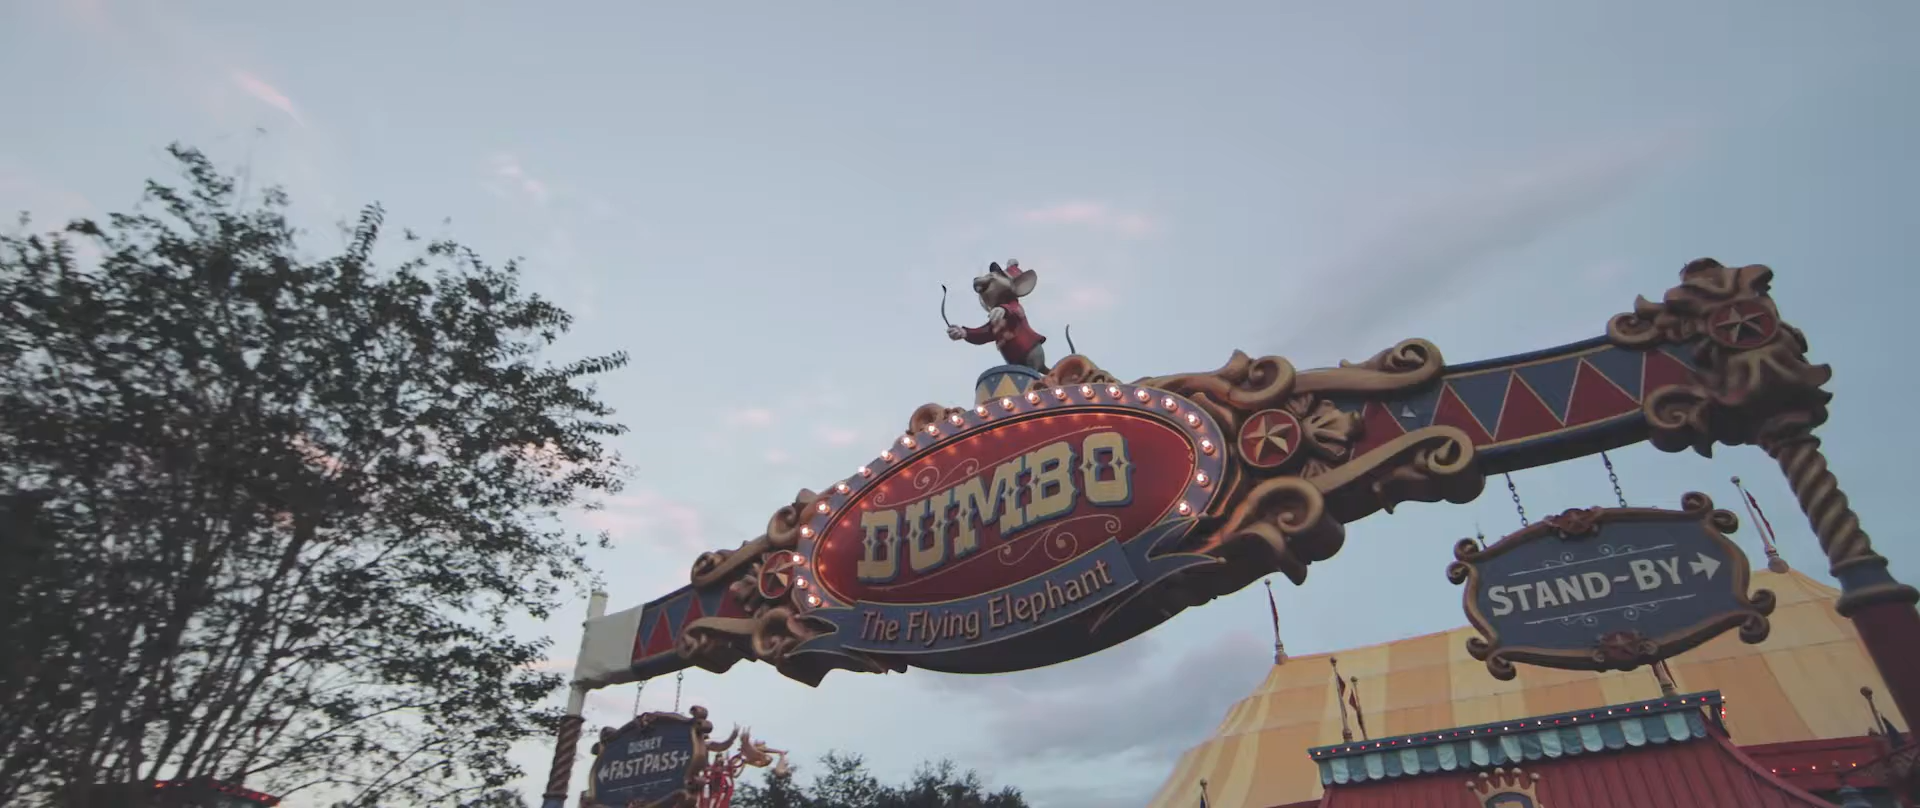 DUMBO
The Flying Elephant
STAND-BY
DISNEY
FASTPASS+